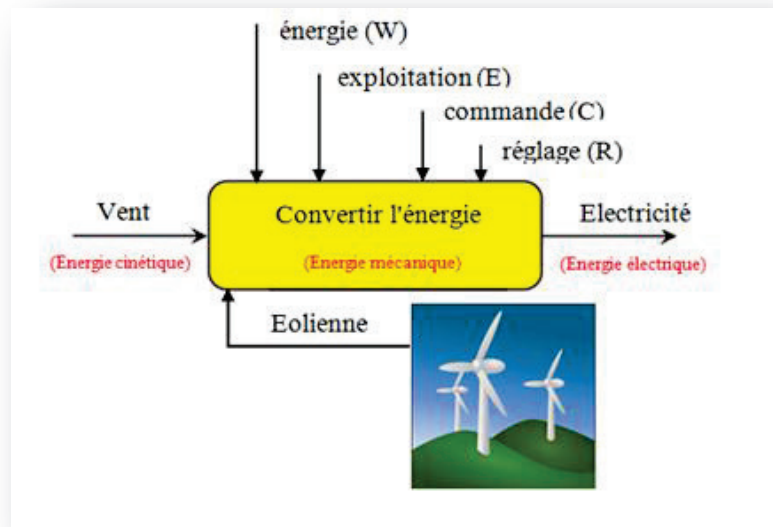 énergie (W)
exploitation (E)
commande (C)
réglage (R)
Vent
Convertir l'énergie
Electricité
(Energie cinétique)
(Energie mécanique)
(Energie électrique)
Eolienne